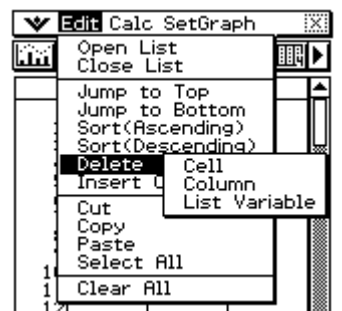 Edit Calc SetGraph
Open List
Close List
Jump to Top
Jump to Bottom
Sort(Ascending)
Sort(Descending)
Delete
Cell
Insert
Column
List Variable
Cut
Copy
Paste
Select All
Clear All